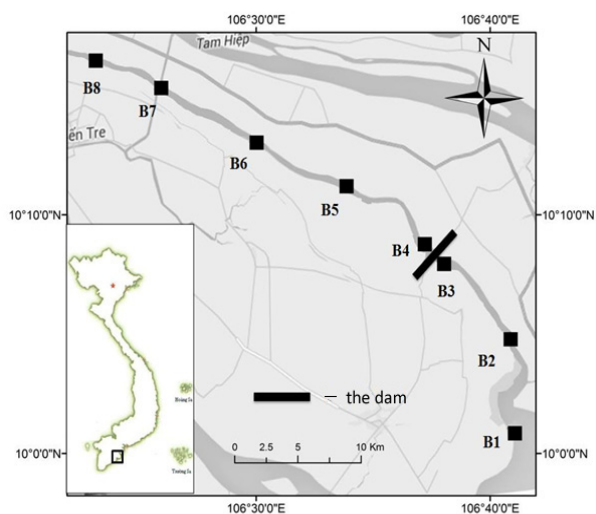 106°30'0"E 106°40'0"E
Tam Hiệp
N
B8
B7
ến Tre
B6
B5
10°10'0"N 10°10'0"N
B4
B3
B2
the dam
B1
0 2.5 5 10 Km
10°0'0"N 10°0'0"N
106°30'0"E 106°40'0"E